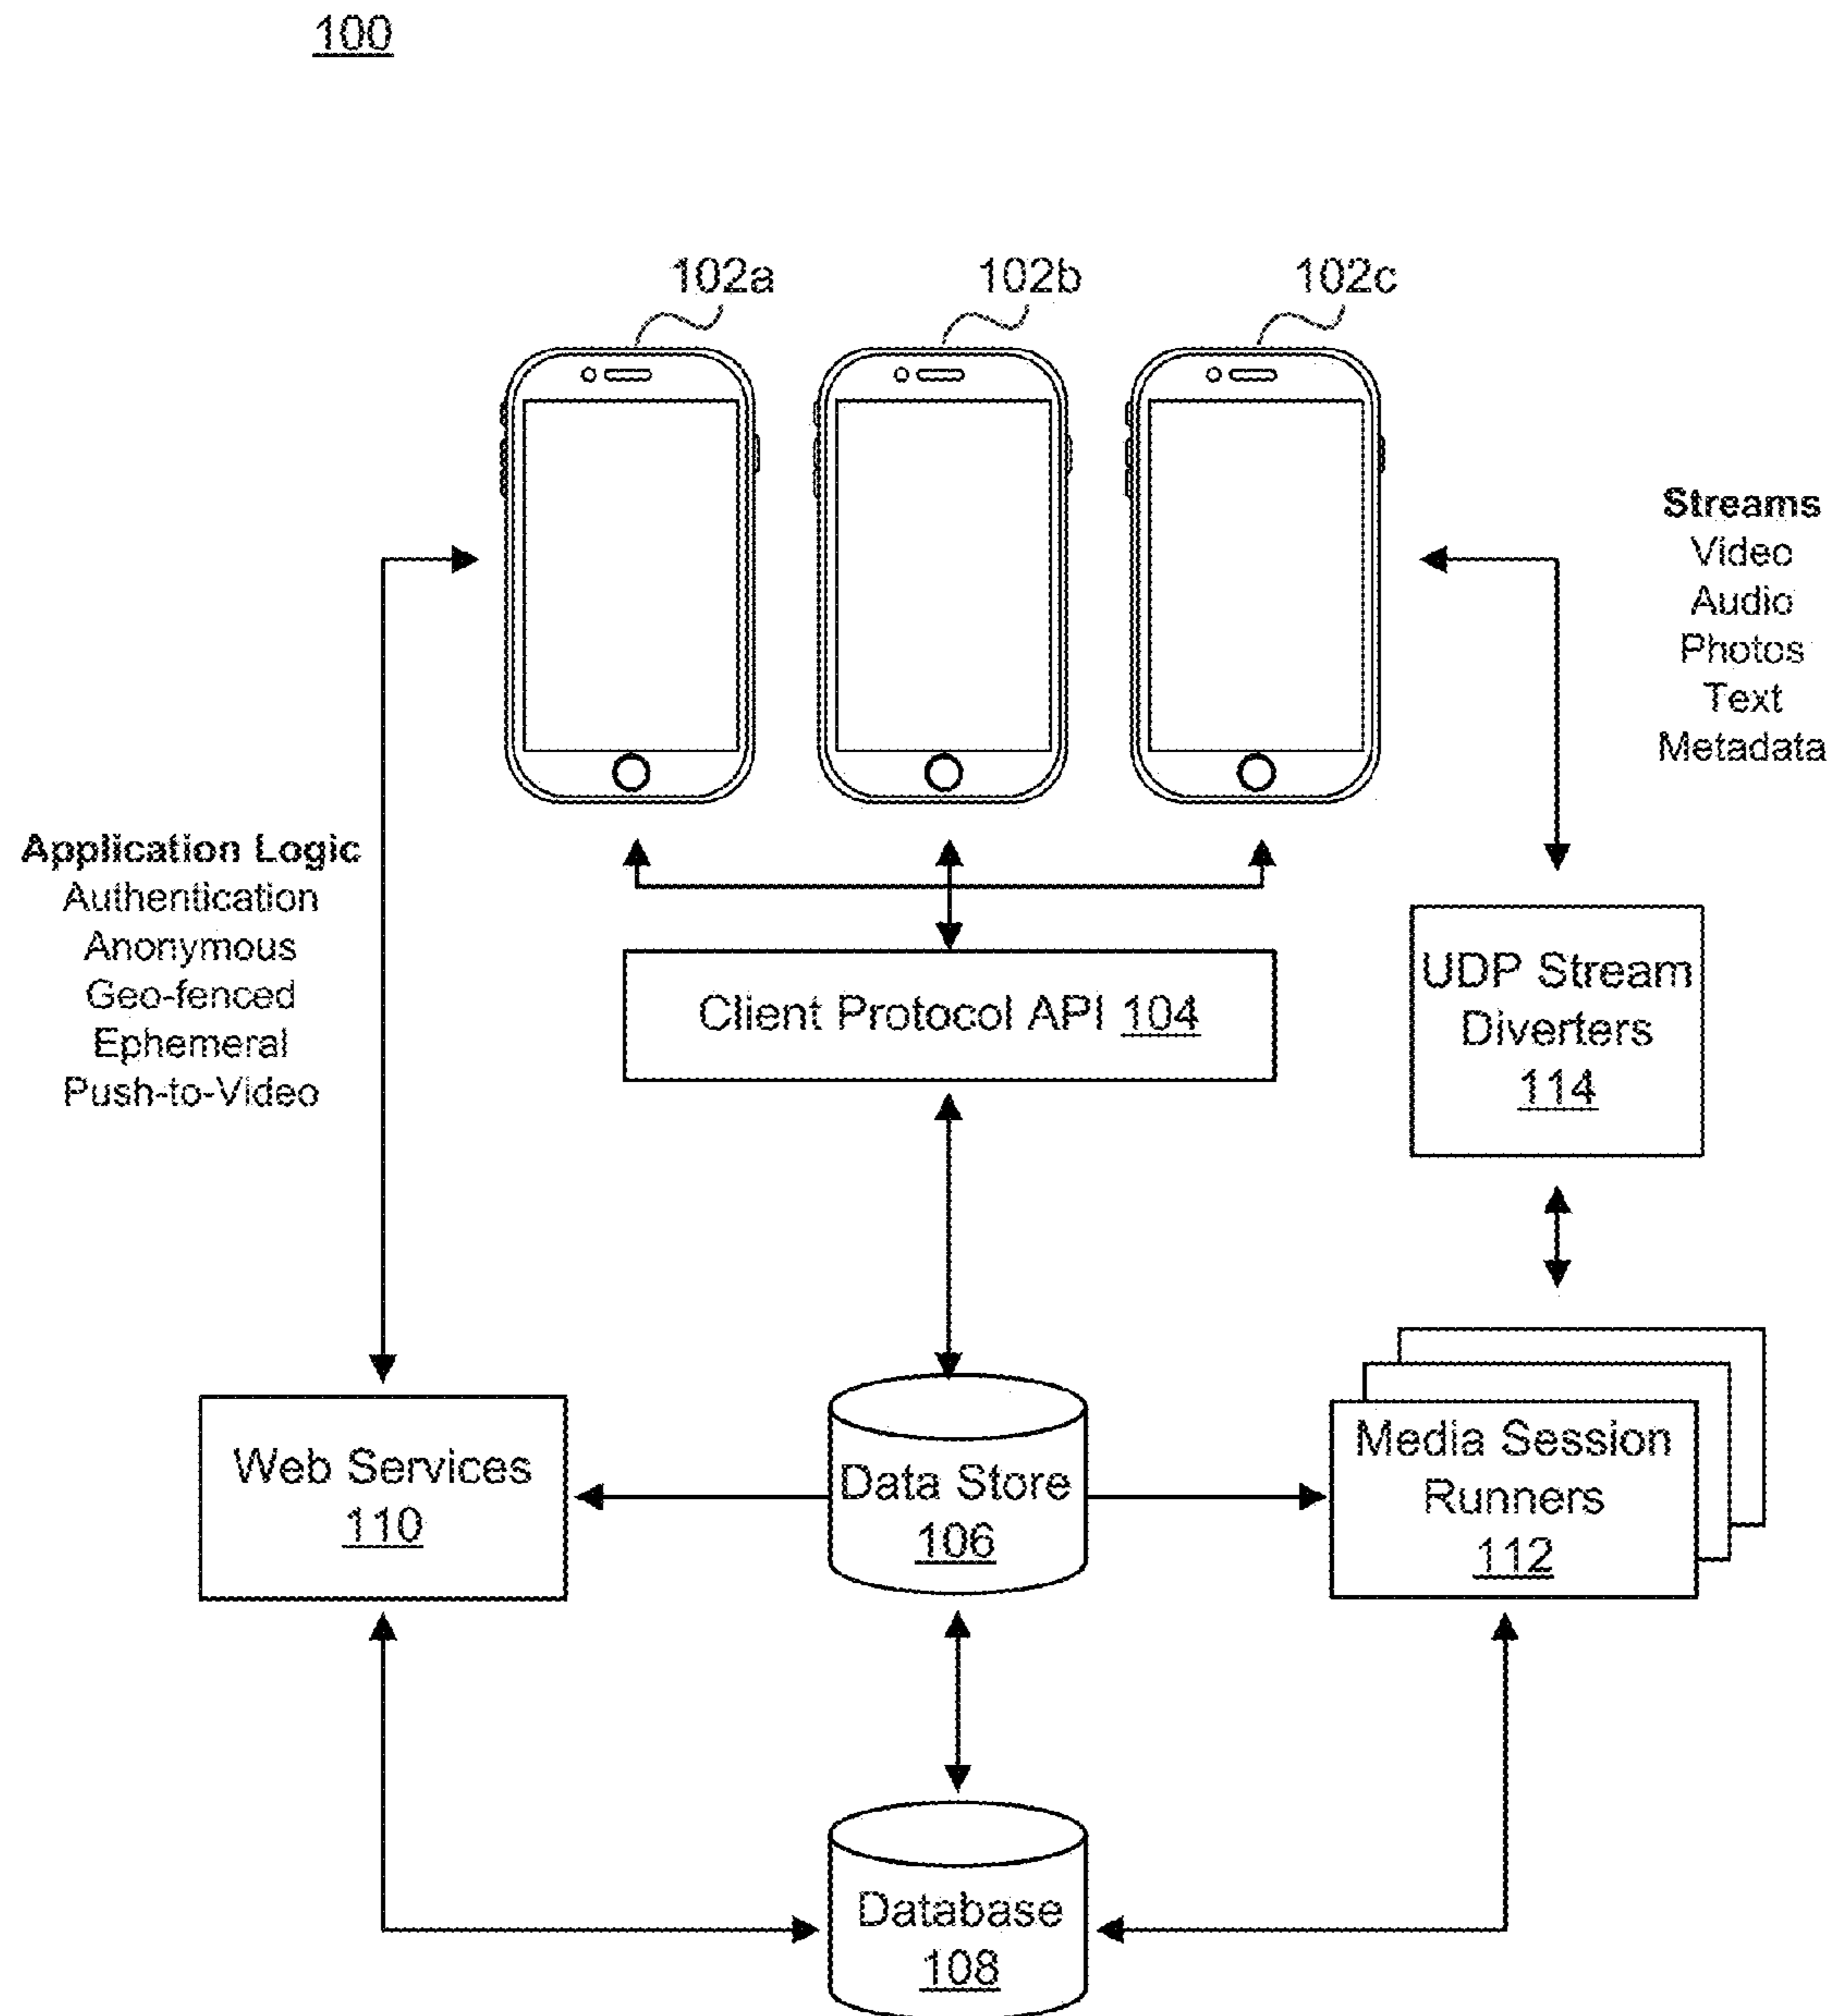 100
102a
102b
102c
Streams
Video
Audio
Photos
Text
Metadata
Application Logic
Authentication
Anonymous
Geo-fenced
Ephemeral
Push-to-Video
Client Protocol API 104
UDP Stream
Diverters
114
Web Services
110
Data Store
106
Media Session
Runners
112
Database
108